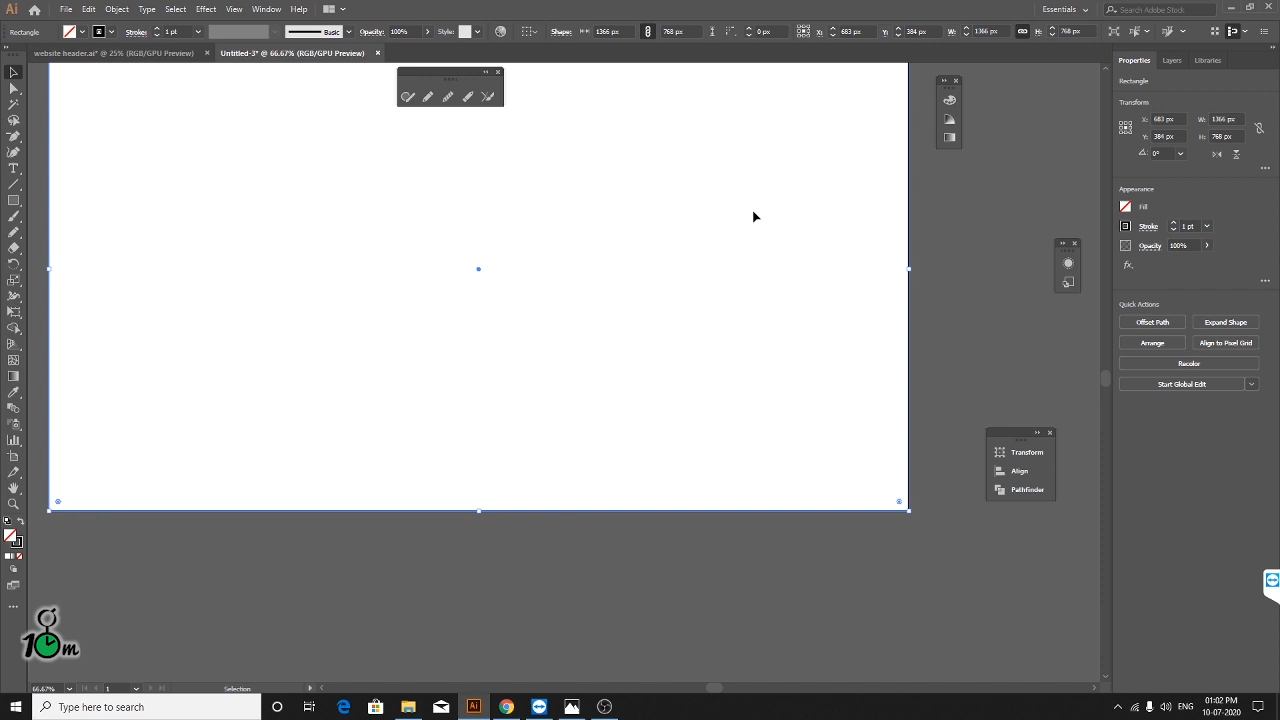 Ai File Edit Object Type Select Effect View Window Help Essentials Search Adobe Stock
Rectangle Stroke: 1 pt Basic Opacity: 100% Style: Shape: 1366 px 768 px 0 px X: 683 px Y: 384 px W: 1366 px H: 768 px
website header.ai* @ 25% (RGB/GPU Preview) Untitled-3* @ 66.67% (RGB/GPU Preview)
Properties Layers Libraries
Rectangle
Transform
X: 683 px W: 1366 px
Y: 384 px H: 768 px
0°
Appearance
Fill
Stroke 1 pt
Opacity 100%
fx.
Quick Actions
Offset Path Expand Shape
Arrange Align to Pixel Grid
Recolor
Start Global Edit
Transform
Align
Pathfinder
10m
66.67% 1 Selection
Type here to search
Ai
ENG
01:02 PM
10-07-2020